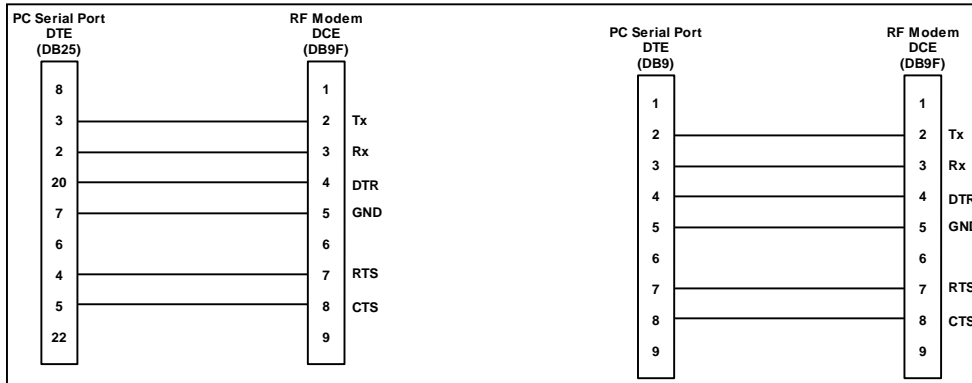 PC Serial Port
DTE
(DB25)
RF Modem
DCE
(DB9F)
8
1
3
2
Tx
2
3
Rx
20
4
DTR
7
5
GND
6
6
4
7
RTS
5
8
CTS
22
9
PC Serial Port
DTE
(DB9)
RF Modem
DCE
(DB9F)
1
1
2
2
Tx
3
3
Rx
4
4
DTR
5
5
GND
6
6
7
7
RTS
8
8
CTS
9
9